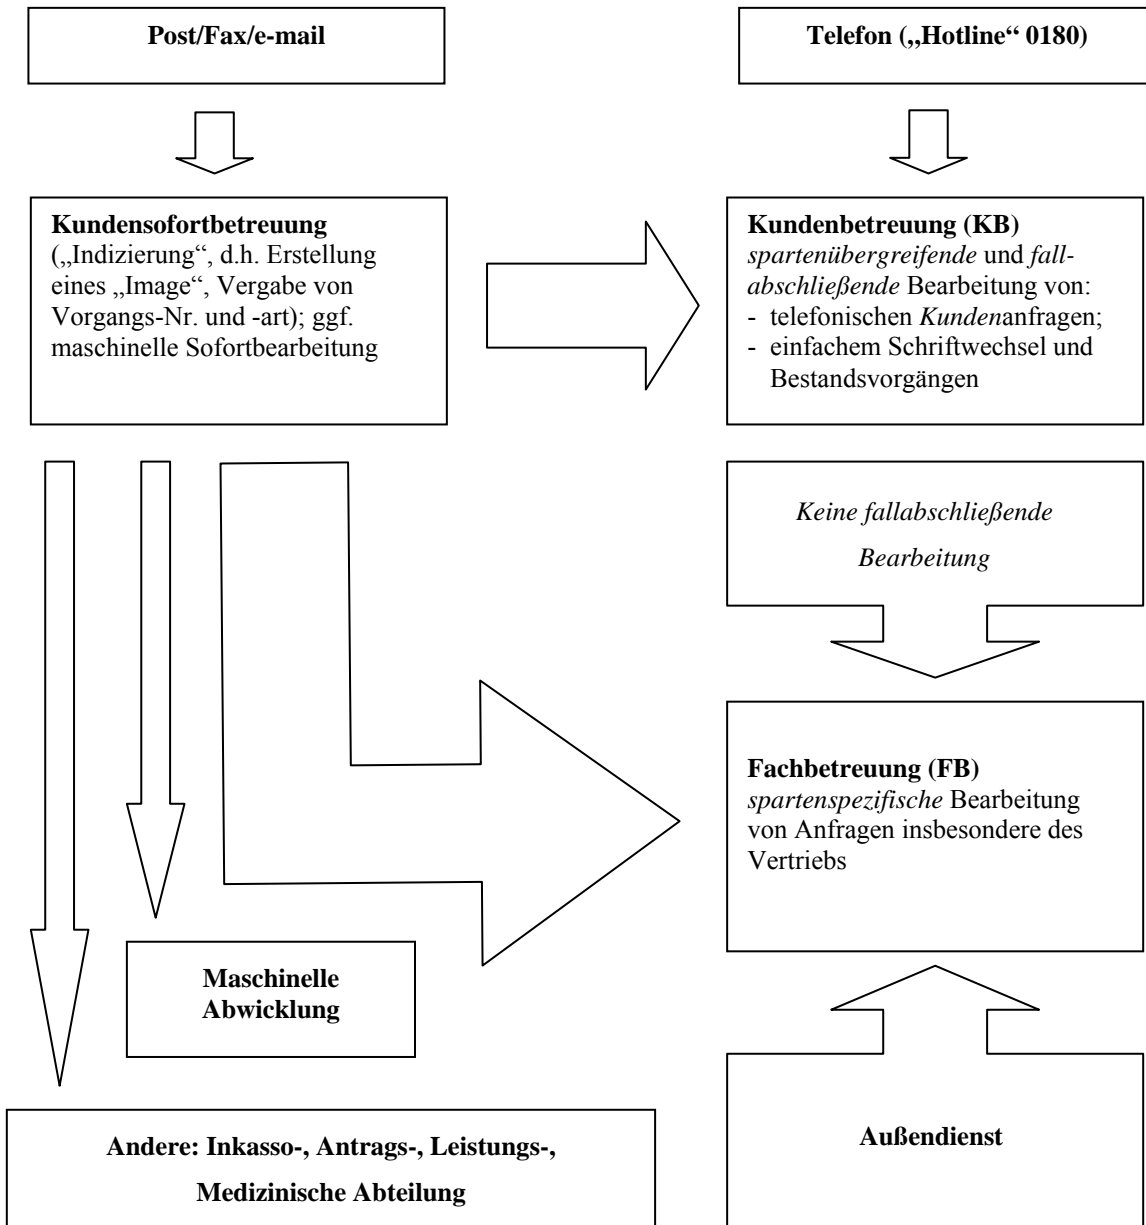 Post/Fax/e-mail
Telefon („Hotline“ 0180)
Kundensofortbetreuung
(„Indizierung“, d.h. Erstellung
eines „Image“, Vergabe von
Vorgangs-Nr. und -art); ggf.
maschinelle Sofortbearbeitung
Kundenbetreuung (KB)
spartenübergreifende und fall-
abschließende Bearbeitung von:
- telefonischen Kundenanfragen;
- einfachem Schriftwechsel und
Bestandsvorgängen
Keine fallabschließende
Bearbeitung
Fachbetreuung (FB)
spartenspezifische Bearbeitung
von Anfragen insbesondere des
Vertriebs
Maschinelle
Abwicklung
Andere: Inkasso-, Antrags-, Leistungs-,
Medizinische Abteilung
Außendienst